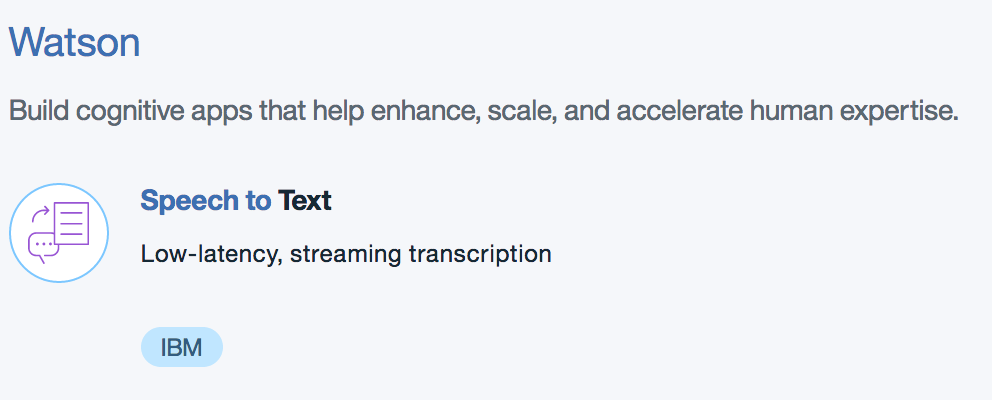 Watson
Build cognitive apps that help enhance, scale, and accelerate human expertise.
Speech to Text
Low-latency, streaming transcription
IBM